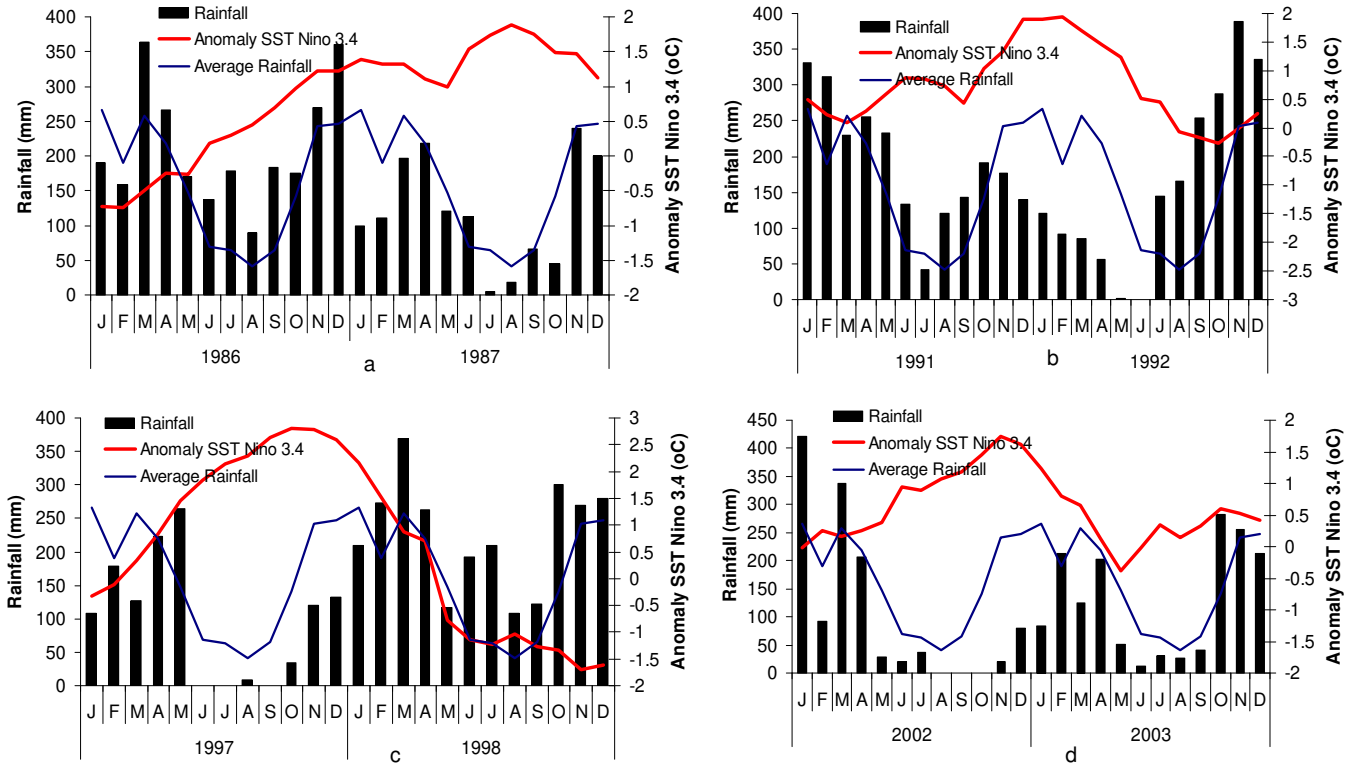 Rainfall
Anomaly SST Nino 3.4
Average Rainfall
Rainfall (mm)
400
350
300
250
200
150
100
50
0
2
1.5
1
0.5
0
-0.5
-1
-1.5
-2
Anomaly SST Nino 3.4 (oC)
J F M A M J J A S O N D J F M A M J J A S O N D
1986 1987
a
Rainfall
Anomaly SST Nino 3.4
Average Rainfall
Rainfall (mm)
400
350
300
250
200
150
100
50
0
2
1.5
1
0.5
0
-0.5
-1
-1.5
-2
-2.5
-3
Anomaly SST Nino 3.4 (oC)
J F M A M J J A S O N D J F M A M J J A S O N D
1991 1992
b
Rainfall
Anomaly SST Nino 3.4
Average Rainfall
Rainfall (mm)
400
350
300
250
200
150
100
50
0
3
2.5
2
1.5
1
0.5
0
-0.5
-1
-1.5
-2
Anomaly SST Nino 3.4 (oC)
J F M A M J J A S O N D J F M A M J J A S O N D
1997 1998
c
Rainfall
Anomaly SST Nino 3.4
Average Rainfall
Rainfall (mm)
450
400
350
300
250
200
150
100
50
0
2
1.5
1
0.5
0
-0.5
-1
-1.5
-2
Anomaly SST Nino 3.4 (oC)
J F M A M J J A S O N D J F M A M J J A S O N D
2002 2003
d